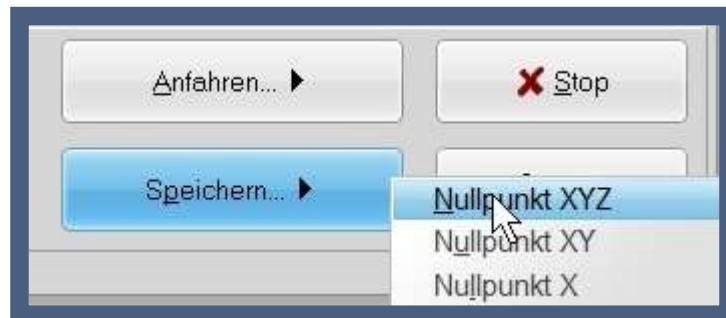 Anfahren...
Stop
Speichern...
Nullpunkt XYZ
Nullpunkt XY
Nullpunkt X